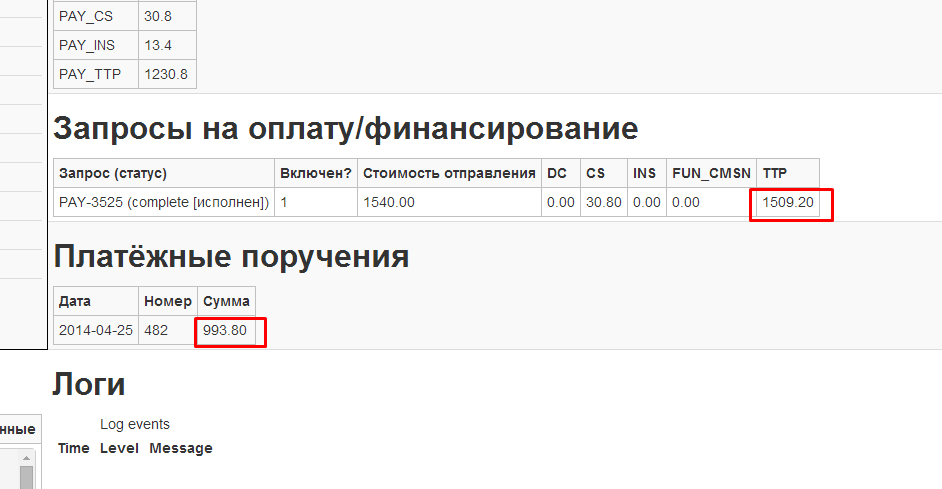 PAY_CS 30.8
PAY_INS 13.4
PAY_TTP 1230.8
Запросы на оплату/финансирование
Запрос (статус) Включен? Стоимость отправления DC CS INS FUN_CMSN TTP
PAY-3525 (complete [исполнен]) 1 1540.00 0.00 30.80 0.00 0.00 1509.20
Платёжные поручения
Дата Номер Сумма
2014-04-25 482 993.80
Логи
нные
Log events
Time Level Message